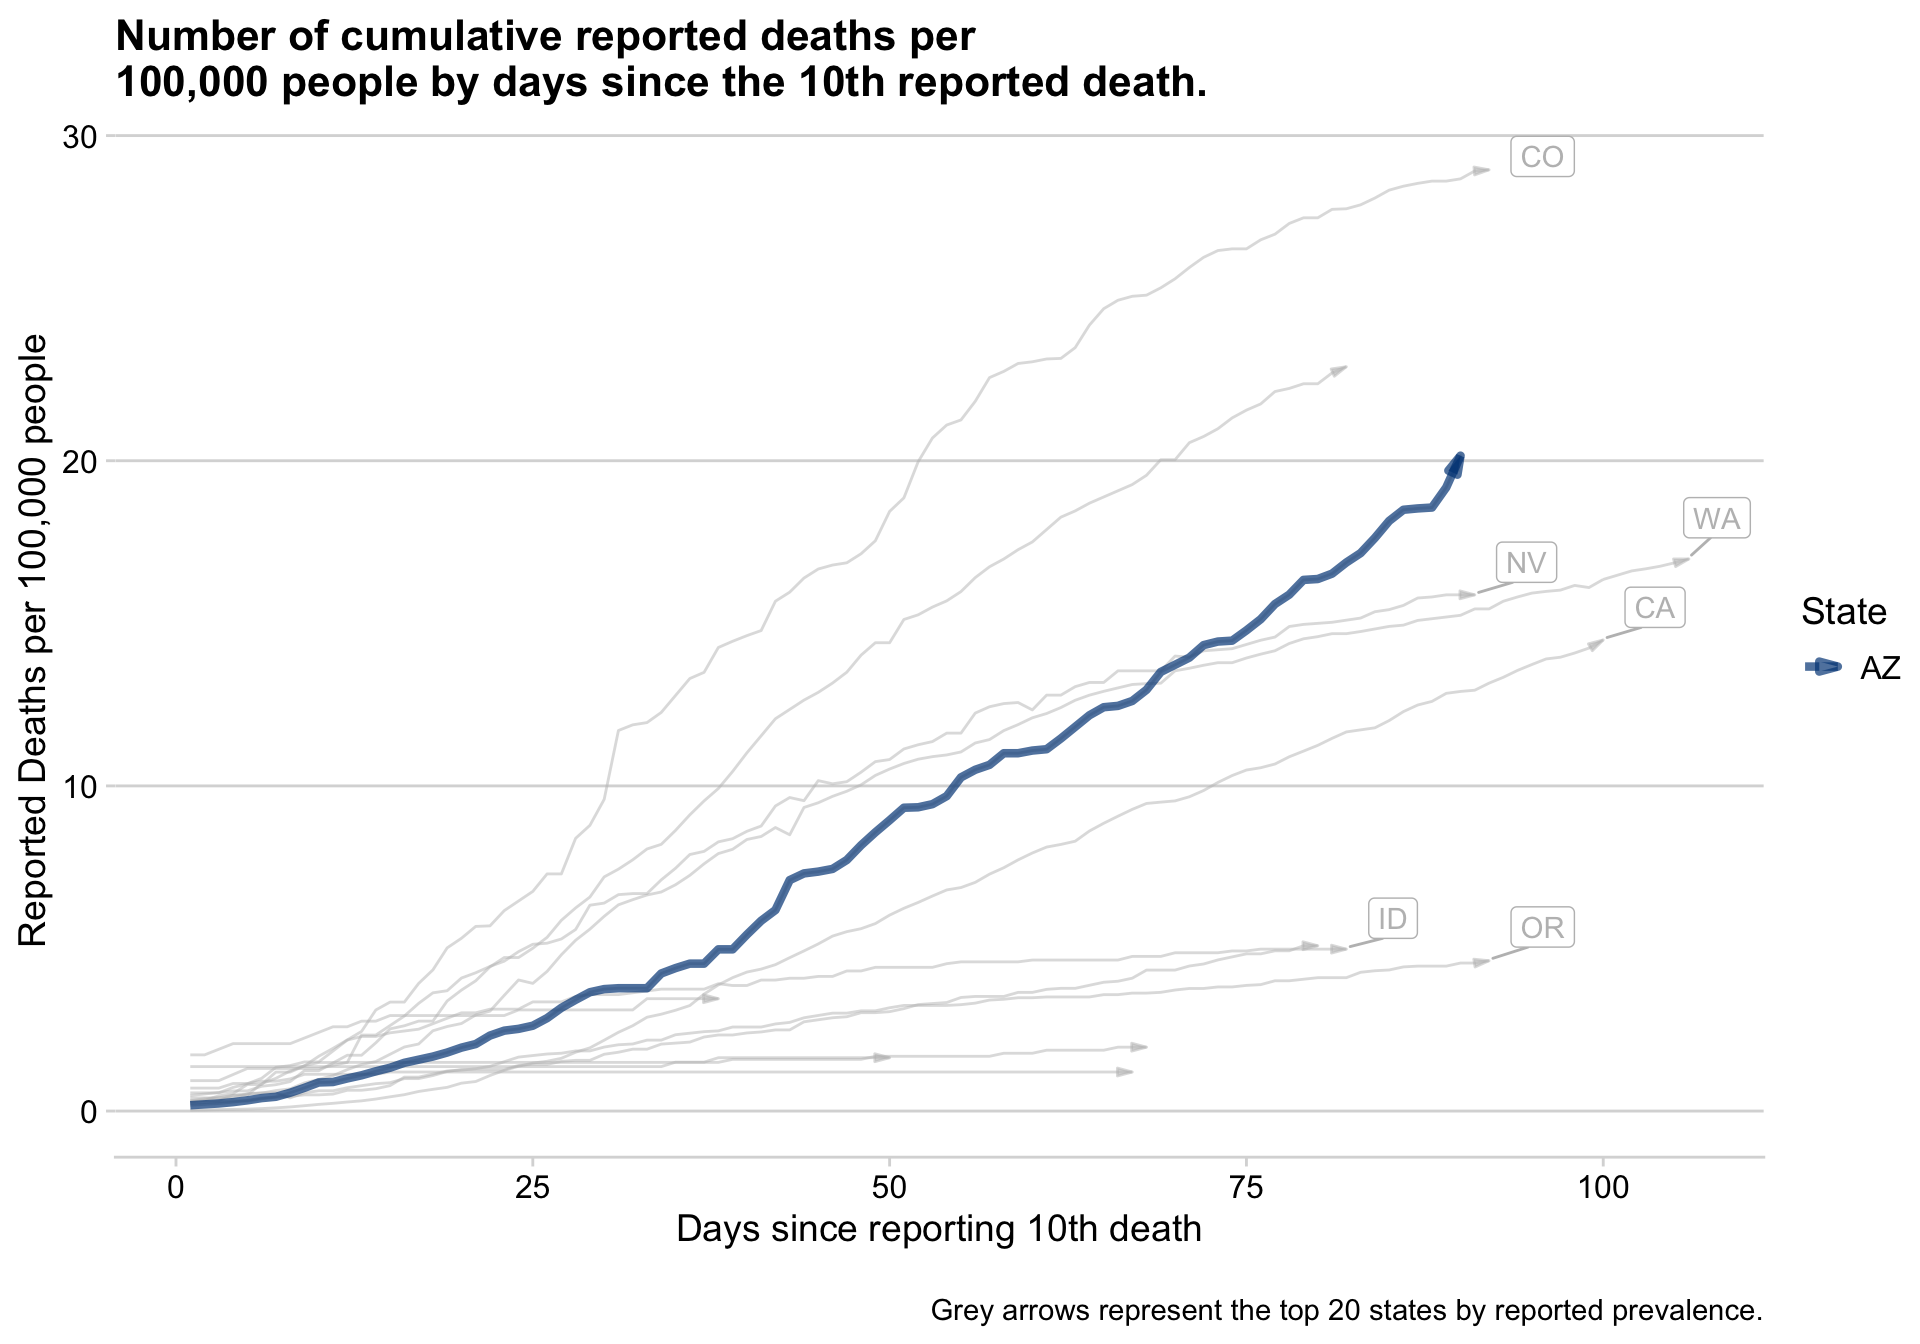 Number of cumulative reported deaths per
100,000 people by days since the 10th reported death.
30
20
10
0
Reported Deaths per 100,000 people
CO
WA
NV
CA
ID
OR
State
AZ
0 25 50 75 100
Days since reporting 10th death
Grey arrows represent the top 20 states by reported prevalence.